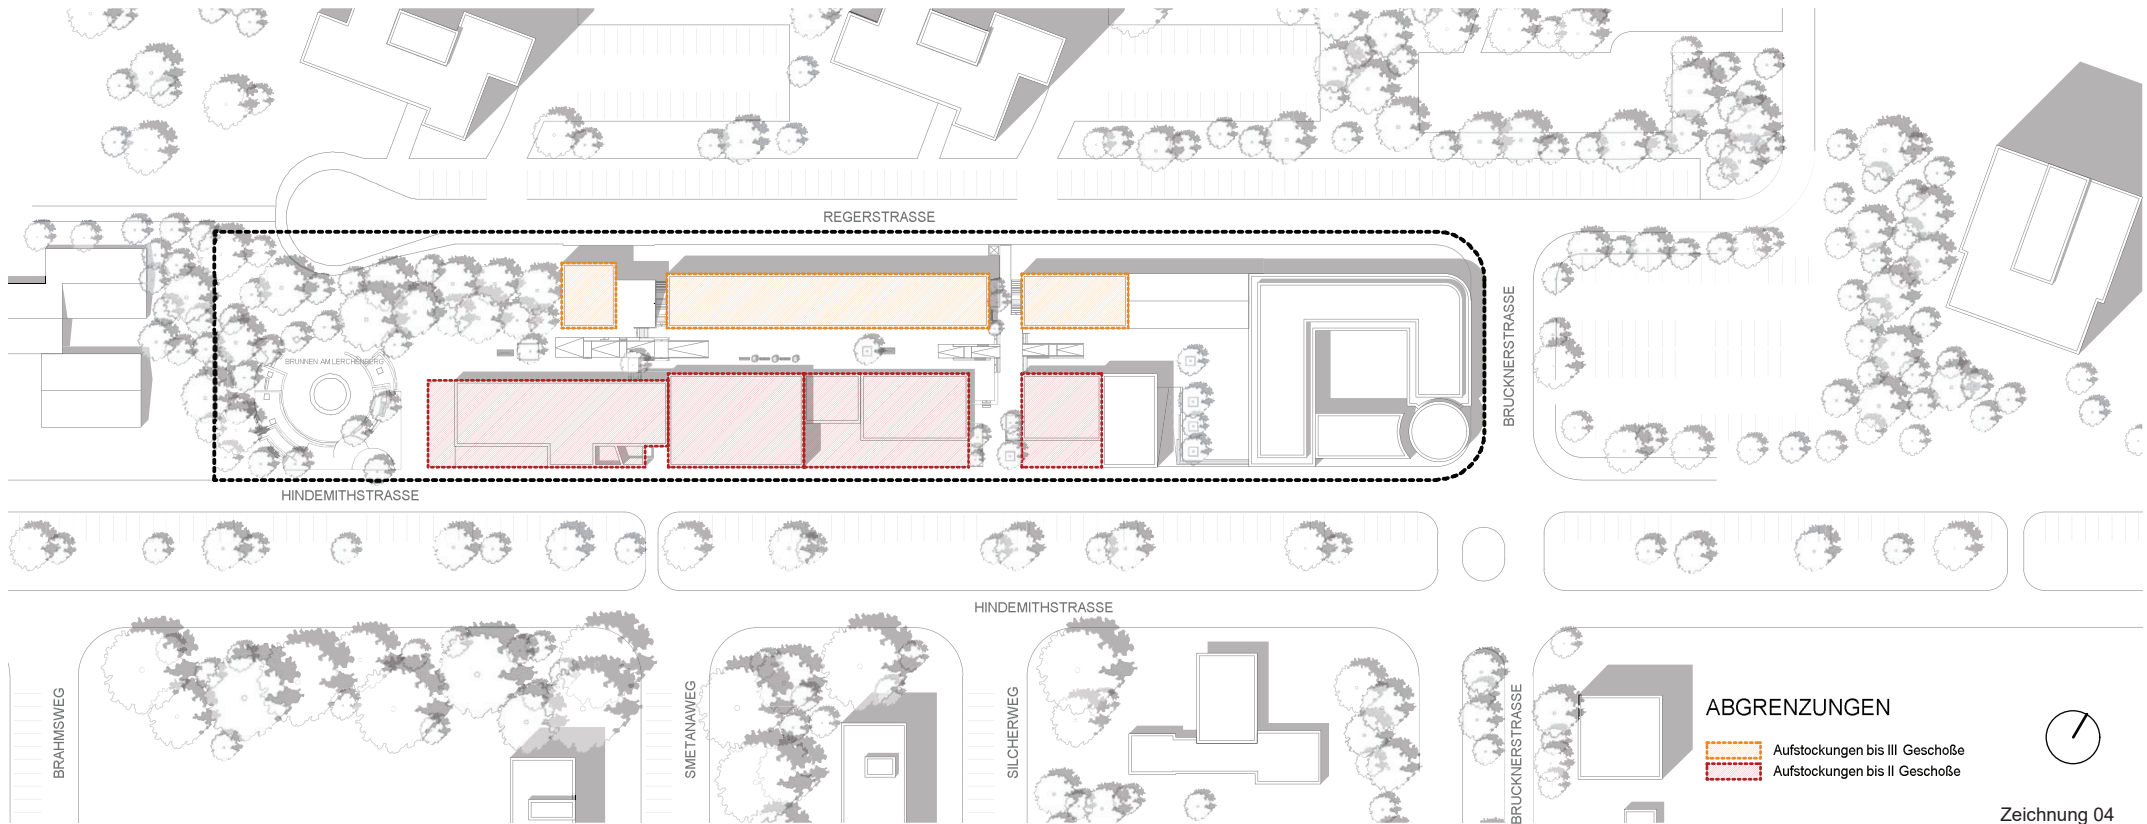 REGERSTRASSE
BRUNNEN AM LERCHENBERG
BRUCKNERSTRASSE
HINDEMITHSTRASSE
HINDEMITHSTRASSE
BRAHMSWEG
SMETANAWEG
SILCHERWEG
BRUCKNERSTRASSE
ABGRENZUNGEN
Aufstockungen bis III Geschoße
Aufstockungen bis II Geschoße
Zeichnung 04